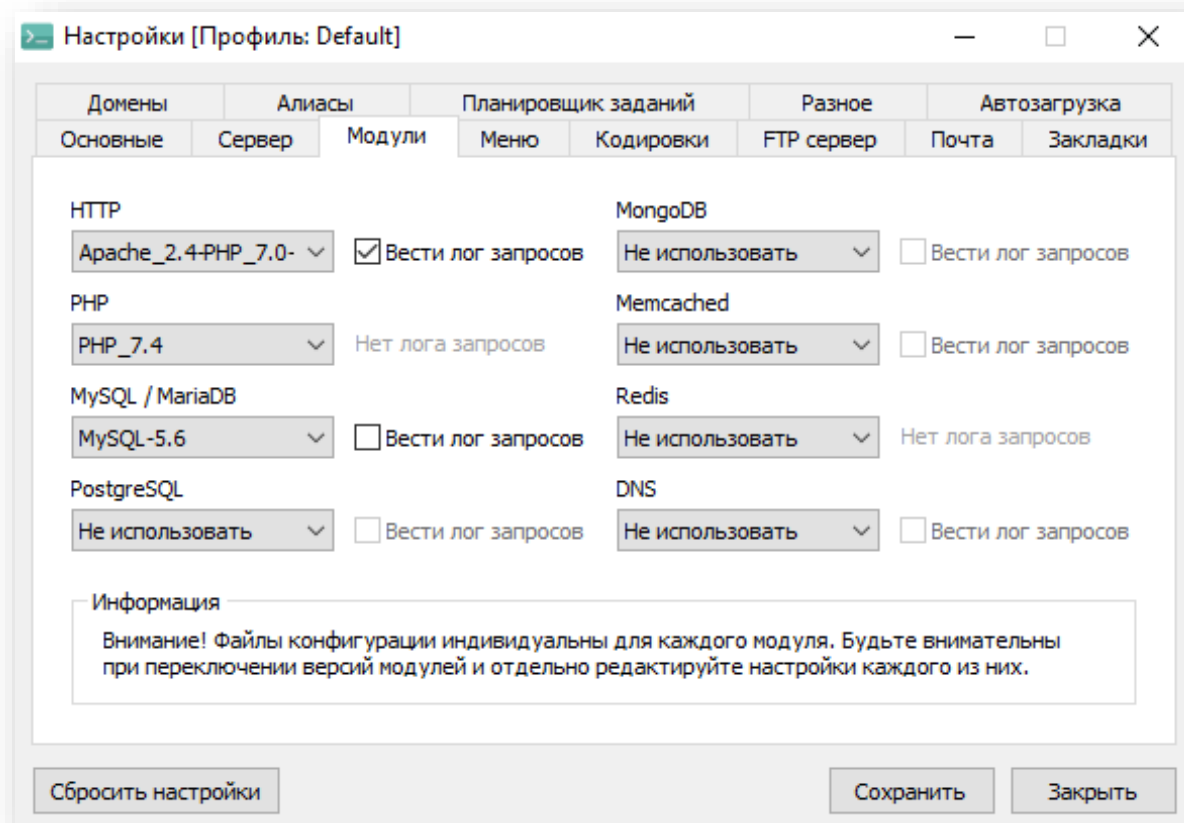 Настройки [Профиль: Default]
Домены Алиасы Планировщик заданий Разное Автозагрузка
Основные Сервер Модули Меню Кодировки FTP сервер Почта Закладки
HTTP MongoDB
Apache_2.4-PHP_7.0- Вести лог запросов Не использовать Вести лог запросов
PHP Memcached
PHP_7.4 Нет лога запросов Не использовать Вести лог запросов
MySQL / MariaDB Redis
MySQL-5.6 Вести лог запросов Не использовать Нет лога запросов
PostgreSQL DNS
Не использовать Вести лог запросов Не использовать Вести лог запросов
Информация
Внимание! Файлы конфигурации индивидуальны для каждого модуля. Будьте внимательны
при переключении версий модулей и отдельно редактируйте настройки каждого из них.
Сбросить настройки Сохранить Закрыть